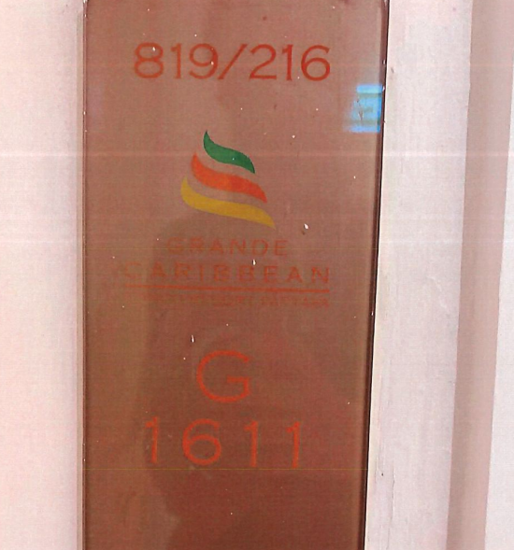 819/216
GRANDE
CARIBBEAN
G
1611